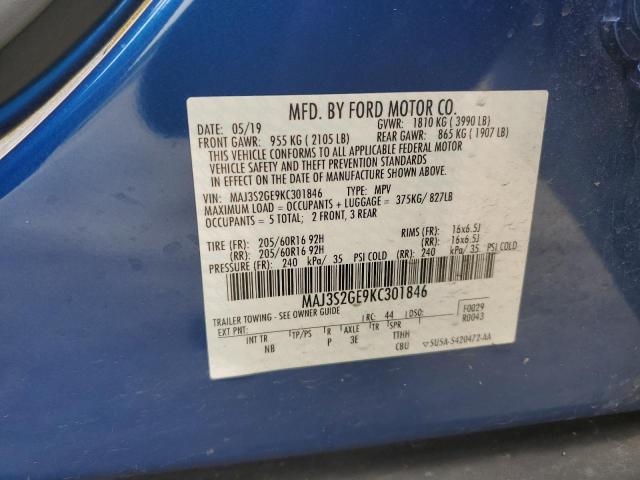 MFD. BY FORD MOTOR CO.
DATE: 05/19 GVWR: 1810 KG ( 3990 LB)
FRONT GAWR: 955 KG ( 2105 LB) REAR GAWR: 865 KG ( 1907 LB)
THIS VEHICLE CONFORMS TO ALL APPLICABLE FEDERAL MOTOR
VEHICLE SAFETY AND THEFT PREVENTION STANDARDS
IN EFFECT ON THE DATE OF MANUFACTURE SHOWN ABOVE
VIN: MAJ3S2GE9KC301846 TYPE: MPV
MAXIMUM LOAD = OCCUPANTS + LUGGAGE = 375KG/ 827LB
OCCUPANTS = 5 TOTAL; 2 FRONT, 3 REAR
TIRE (FR): 205/60R16 92H RIMS (FR): 16x6.5J
(RR): 205/60R16 92H (RR): 16x6.5J
PRESSURE (FR): 240 kPa/ 35 PSI COLD (RR): 240 kPa/ 35 PSI COLD
MAJ3S2GE9KC301846
TRAILER TOWING - SEE OWNER GUIDE RC: 44 DSO: F0029
EXT PNT: R0043
INT TR TP/PS R AXLE TR SPR
NB P 3E TTHH
CBU 5U5A-5420472-AA